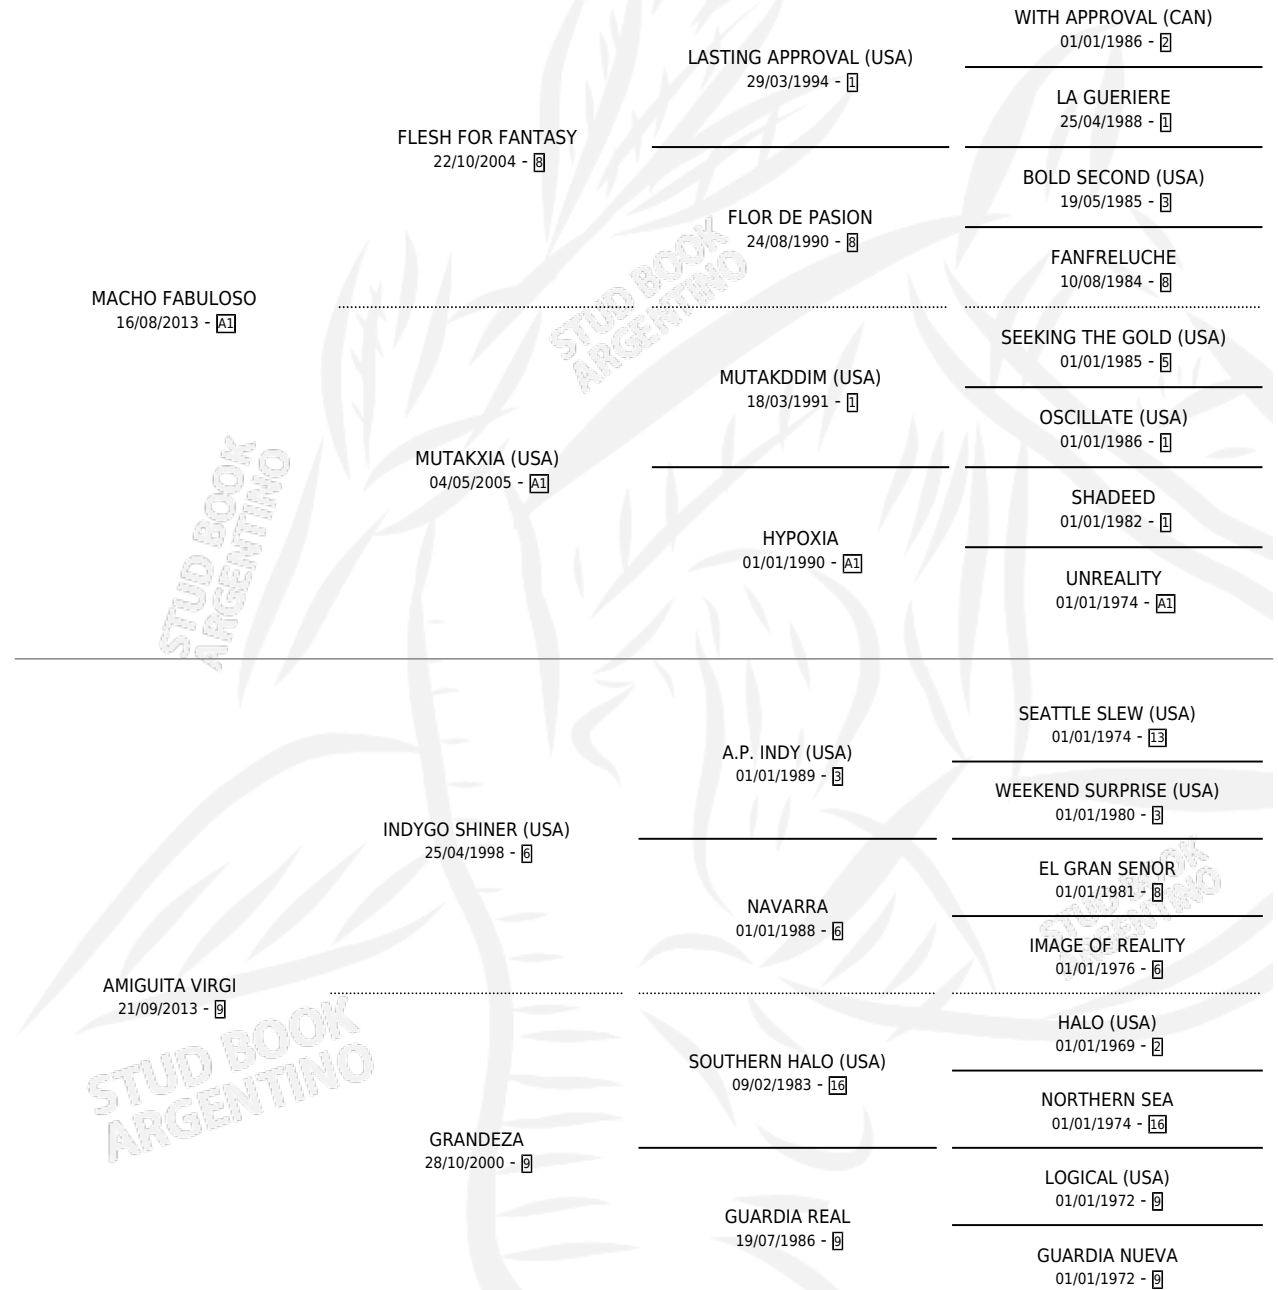 WITH APPROVAL (CAN)
01/01/1986 - 2
LASTING APPROVAL (USA)
29/03/1994 - 1
LA GUERIERE
25/04/1988 - 1
FLESH FOR FANTASY
22/10/2004 - 8
BOLD SECOND (USA)
19/05/1985 - 3
FLOR DE PASION
24/08/1990 - 8
FANFRELUCHE
10/08/1984 - 8
MACHO FABULOSO
16/08/2013 - A1
STUD BOOK
ARGENTINO
SEEKING THE GOLD (USA)
01/01/1985 - 5
MUTAKDDIM (USA)
18/03/1991 - 1
OSCILLATE (USA)
01/01/1986 - 1
MUTAKXIA (USA)
04/05/2005 - A1
SHADEED
01/01/1982 - 1
HYPOXIA
01/01/1990 - A1
UNREALITY
01/01/1974 - A1
STUD BOOK
ARGENTINO
SEATTLE SLEW (USA)
01/01/1974 - 13
A.P. INDY (USA)
01/01/1989 - 3
WEEKEND SURPRISE (USA)
01/01/1980 - 3
INDYGO SHINER (USA)
25/04/1998 - 6
EL GRAN SENOR
01/01/1981 - 8
NAVARRA
01/01/1988 - 6
STUD BOOK
ARGENTINO
IMAGE OF REALITY
01/01/1976 - 6
AMIGUITA VIRGI
21/09/2013 - 9
HALO (USA)
01/01/1969 - 2
SOUTHERN HALO (USA)
09/02/1983 - 16
STUD BOOK
ARGENTINO
NORTHERN SEA
01/01/1974 - 16
GRANDEZA
28/10/2000 - 9
LOGICAL (USA)
01/01/1972 - 9
GUARDIA REAL
19/07/1986 - 9
GUARDIA NUEVA
01/01/1972 - 9